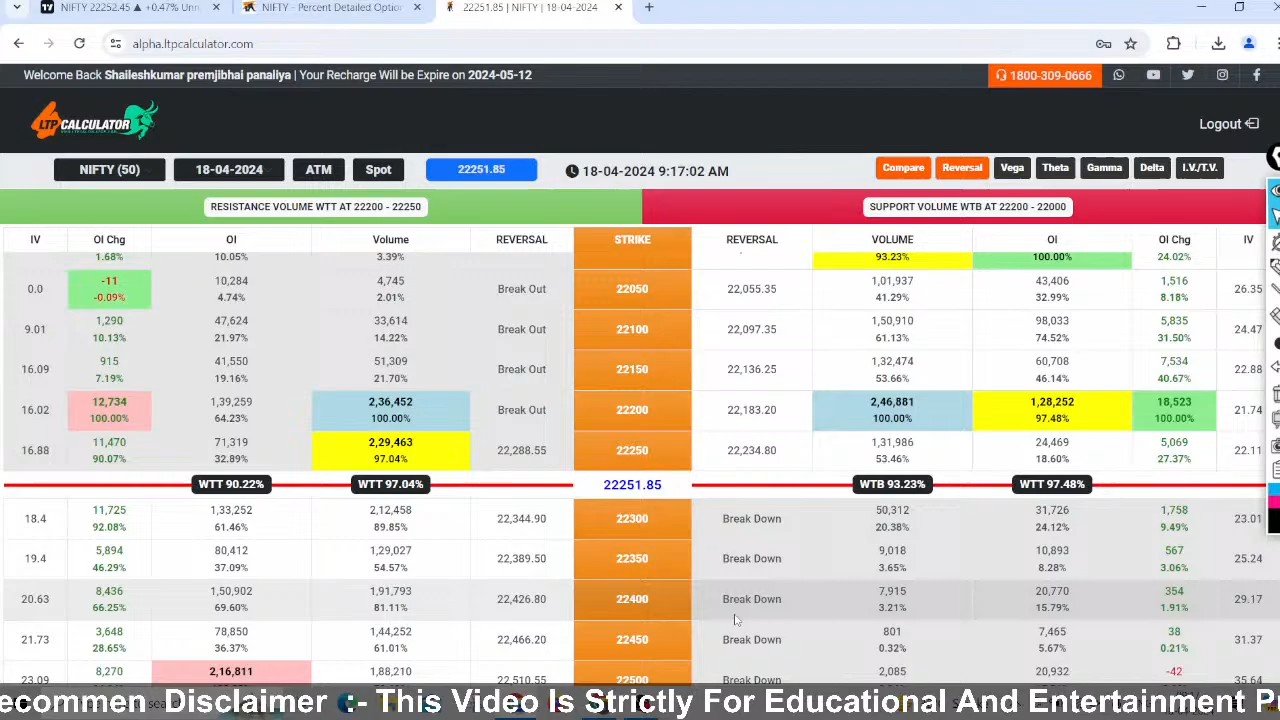 NIFTY 22252.45 ▲ +0.47% Unn
NIFTY - Percent Detailed Option
22251.85 | NIFTY | 18-04-2024
alpha.ltpcalculator.com
Welcome Back Shaileshkumar premjibhai panaliya | Your Recharge Will be Expire on 2024-05-12
1800-309-0666
LTP CALCULATOR
Logout
NIFTY (50) 18-04-2024 ATM Spot 22251.85 18-04-2024 9:17:02 AM Compare Reversal Vega Theta Gamma Delta I.V./T.V.
RESISTANCE VOLUME WTT AT 22200 - 22250 SUPPORT VOLUME WTB AT 22200 - 22000
IV OI Chg OI Volume REVERSAL STRIKE REVERSAL VOLUME OI OI Chg IV
1.68% 10.05% 3.39% 93.23% 100.00% 24.02%
-11 10,284 4,745 1,01,937 43,406 1,516
0.0 Break Out 22050 22,055.35 26.35
-0.09% 4.74% 2.01% 41.29% 32.99% 8.18%
1,290 47,624 33,614 1,50,910 98,033 5,835
9.01 Break Out 22100 22,097.35 24.47
10.13% 21.97% 14.22% 61.13% 74.52% 31.50%
915 41,550 51,309 1,32,474 60,708 7,534
16.09 Break Out 22150 22,136.25 22.88
7.19% 19.16% 21.70% 53.66% 46.14% 40.67%
12,734 1,39,259 2,36,452 2,46,881 1,28,252 18,523
16.02 Break Out 22200 22,183.20 21.74
100.00% 64.23% 100.00% 100.00% 97.48% 100.00%
11,470 71,319 2,29,463 1,31,986 24,469 5,069
16.88 22,288.55 22250 22,234.80 22.11
90.07% 32.89% 97.04% 53.46% 18.60% 27.37%
WTT 90.22% WTT 97.04% 22251.85 WTB 93.23% WTT 97.48%
11,725 1,33,252 2,12,458 50,312 31,726 1,758
18.4 22,344.90 22300 Break Down 23.01
92.08% 61.46% 89.85% 20.38% 24.12% 9.49%
5,894 80,412 1,29,027 9,018 10,893 567
19.4 22,389.50 22350 Break Down 25.24
46.29% 37.09% 54.57% 3.65% 8.28% 3.06%
8,436 1,50,902 1,91,793 7,915 20,770 354
20.63 22,426.80 22400 Break Down 29.17
66.25% 69.60% 81.11% 3.21% 15.79% 1.91%
3,648 78,850 1,44,252 801 7,465 38
21.73 22,466.20 22450 Break Down 31.37
28.65% 36.37% 61.01% 0.32% 5.67% 0.21%
8,270 2,16,811 1,88,210 2,085 20,932 -42
23.09 22,510.55 22500 Break Down 35.64
ecommen Disclaimer :- This Video Is Strictly For Educational And Entertainment Pu